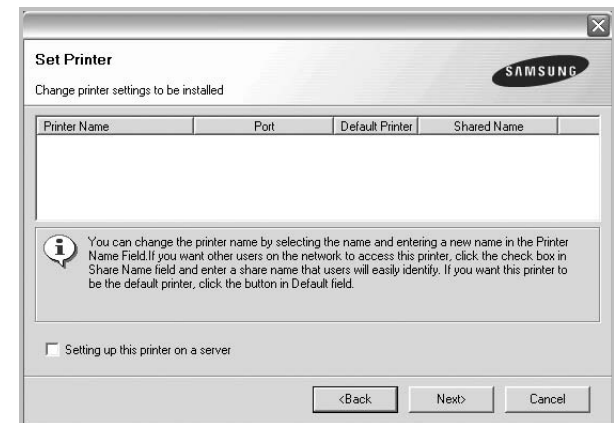 Set Printer
SAMSUNG
Change printer settings to be installed
Printer Name Port Default Printer Shared Name
You can change the printer name by selecting the name and entering a new name in the Printer
Name Field.If you want other users on the network to access this printer, click the check box in
Share Name field and enter a share name that users will easily identify. If you want this printer to
be the default printer, click the button in Default field.
Setting up this printer on a server
<Back Next> Cancel